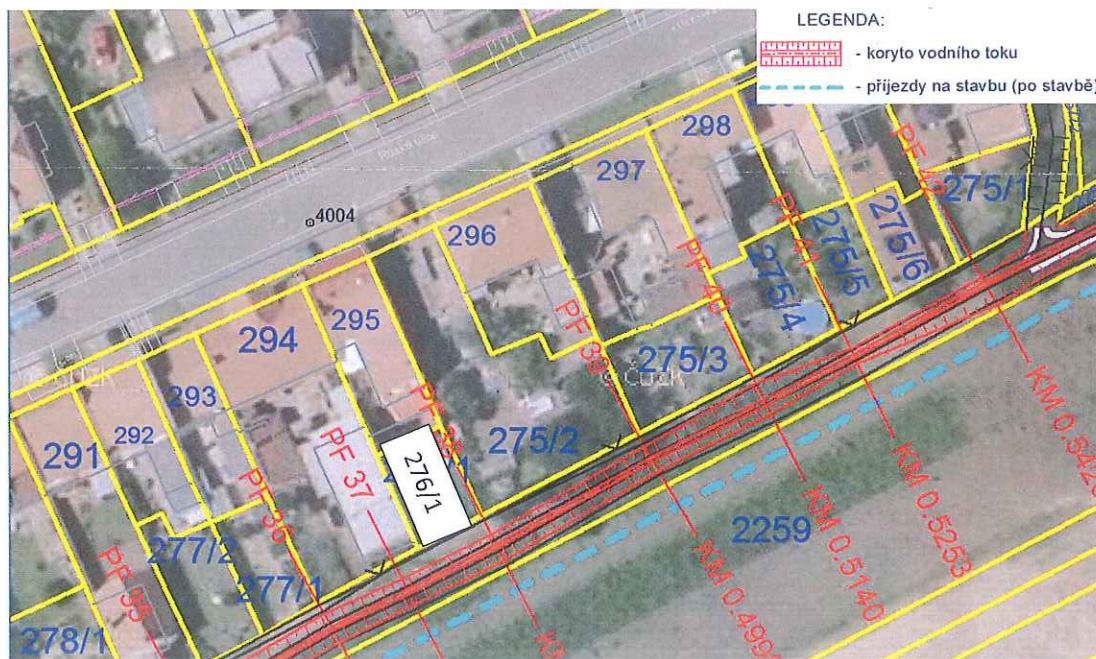 LEGENDA:
- koryto vodního toku
- příjezdy na stavbu (po stavbě)
298
297
4004
296
295
294
293
292
291
275/1
275/6
275/5
275/4
275/3
275/2
276/1
277/2
277/1
278/1
2259
PF 41
PF 40
PF 39
PF 37
PF 36
PF 35
KM 0.5253
KM 0.5140
© ČÚZK